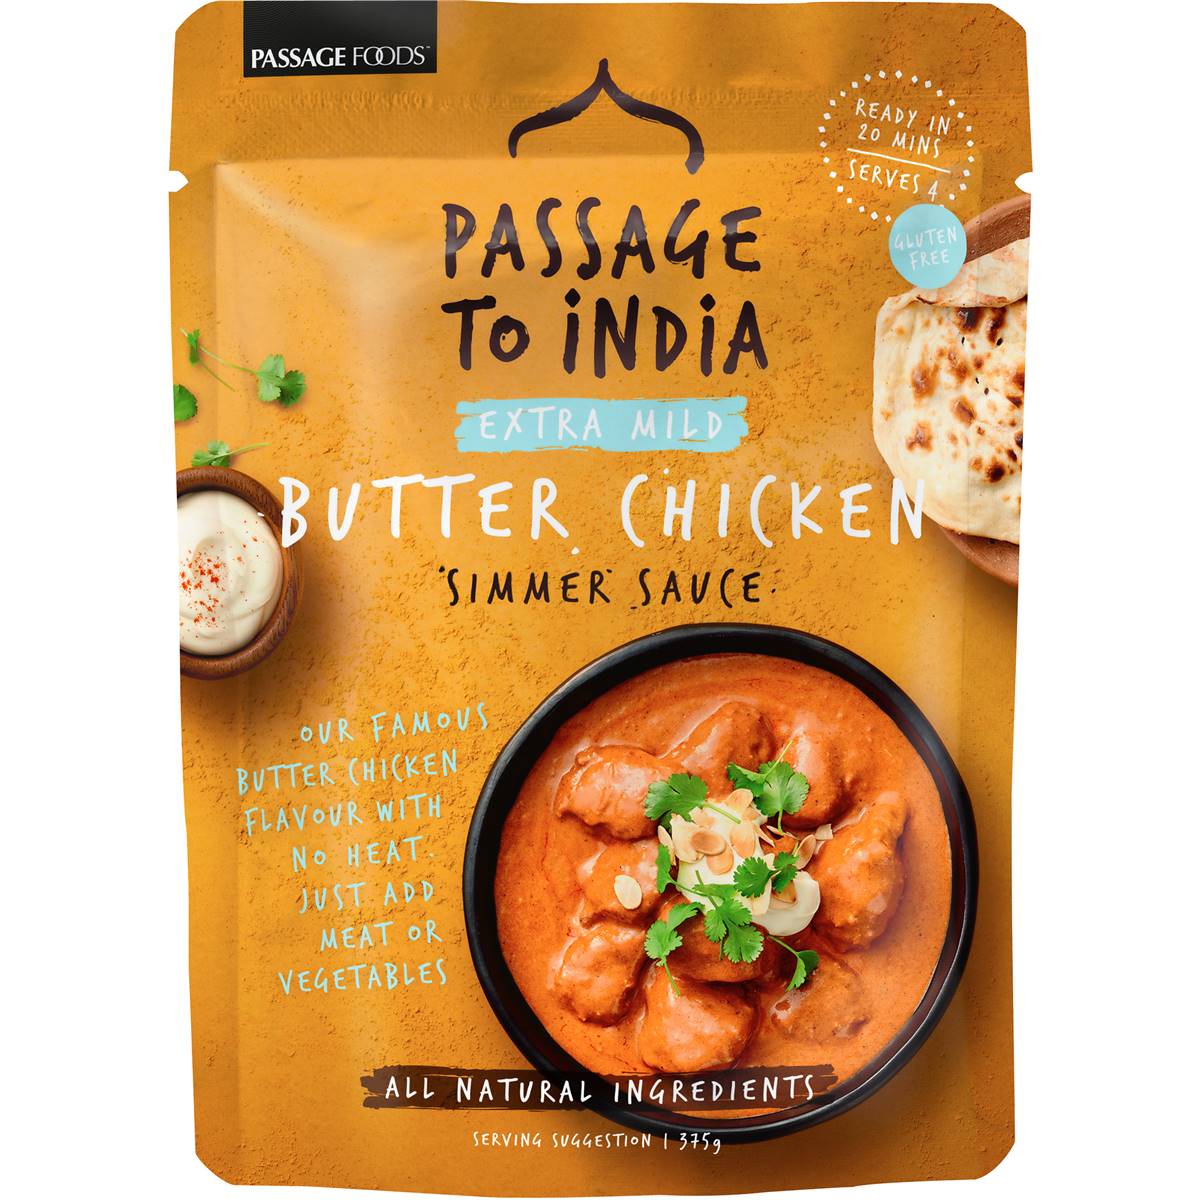 PASSAGE FOODS™
READY IN
20 MINS
SERVES 4
GLUTEN
FREE
PASSAGE
TO INDIA
EXTRA MILD
BUTTER CHICKEN
SIMMER SAUCE
OUR FAMOUS
BUTTER CHICKEN
FLAVOUR WITH
NO HEAT.
JUST ADD
MEAT OR
VEGETABLES
ALL NATURAL INGREDIENTS
SERVING SUGGESTION | 375g